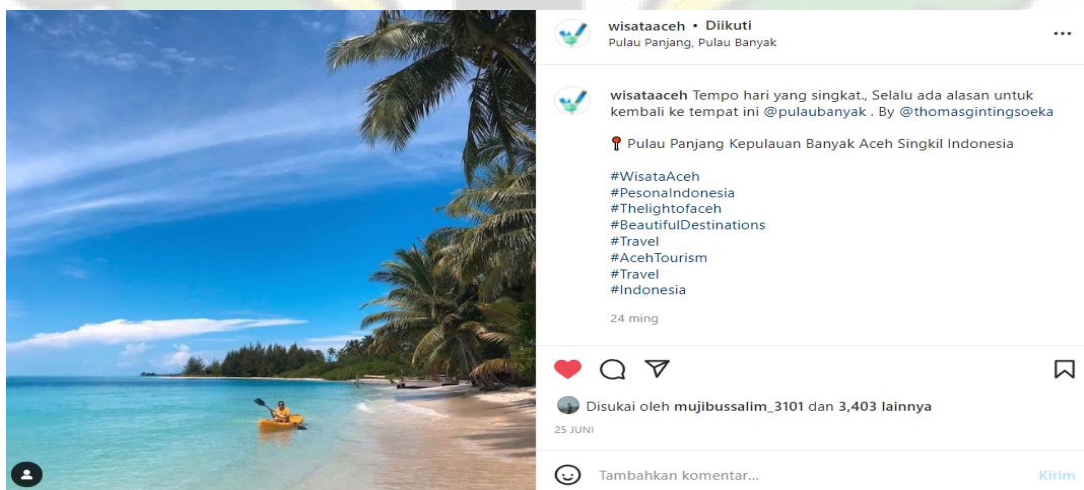 wisataaceh • Diikuti
Pulau Panjang, Pulau Banyak
wisataaceh Tempo hari yang singkat., Selalu ada alasan untuk
kembali ke tempat ini @pulaubanyak . By @thomasgintingsoeka
Pulau Panjang Kepulauan Banyak Aceh Singkil Indonesia
#WisataAceh
#PesonaIndonesia
#Thelightofaceh
#BeautifulDestinations
#Travel
#AcehTourism
#Travel
#Indonesia
24 ming
Disukai oleh mujibussalim_3101 dan 3,403 lainnya
25 JUNI
Tambahkan komentar... Kirim